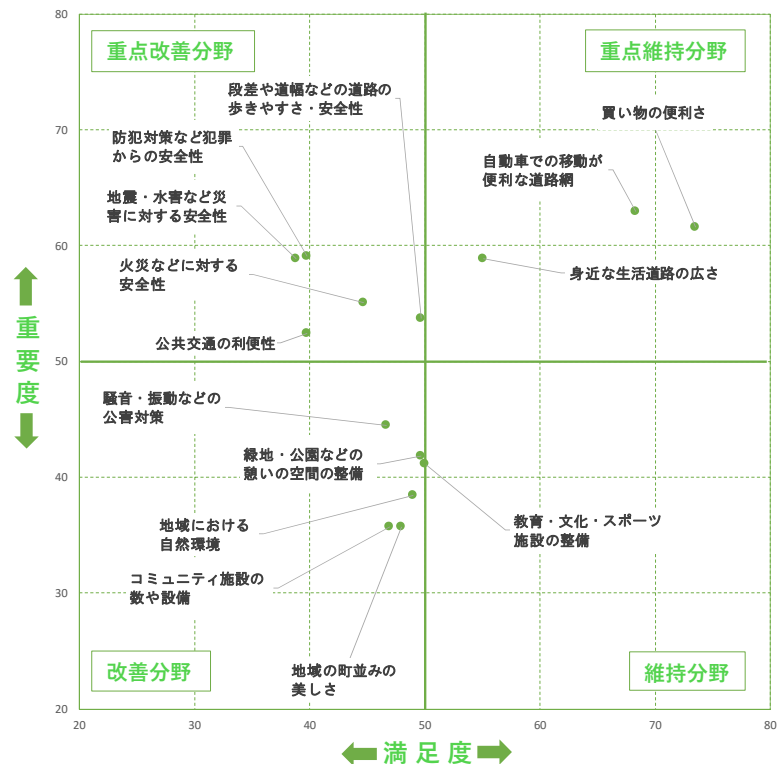 80
重点改善分野
重点維持分野
段差や道幅などの道路の
歩きやすさ・安全性
買い物の便利さ
70
防犯対策など犯罪
からの安全性
自動車での移動が
便利な道路網
地震・水害など災
害に対する安全性
60
火災などに対する
安全性
身近な生活道路の広さ
公共交通の利便性
重要度
50
騒音・振動などの
公害対策
緑地・公園などの
憩いの空間の整備
40
教育・文化・スポーツ
施設の整備
地域における
自然環境
コミュニティ施設の
数や設備
30
地域の町並みの
美しさ
改善分野
維持分野
20
20 30 40 50 60 70 80
満足度